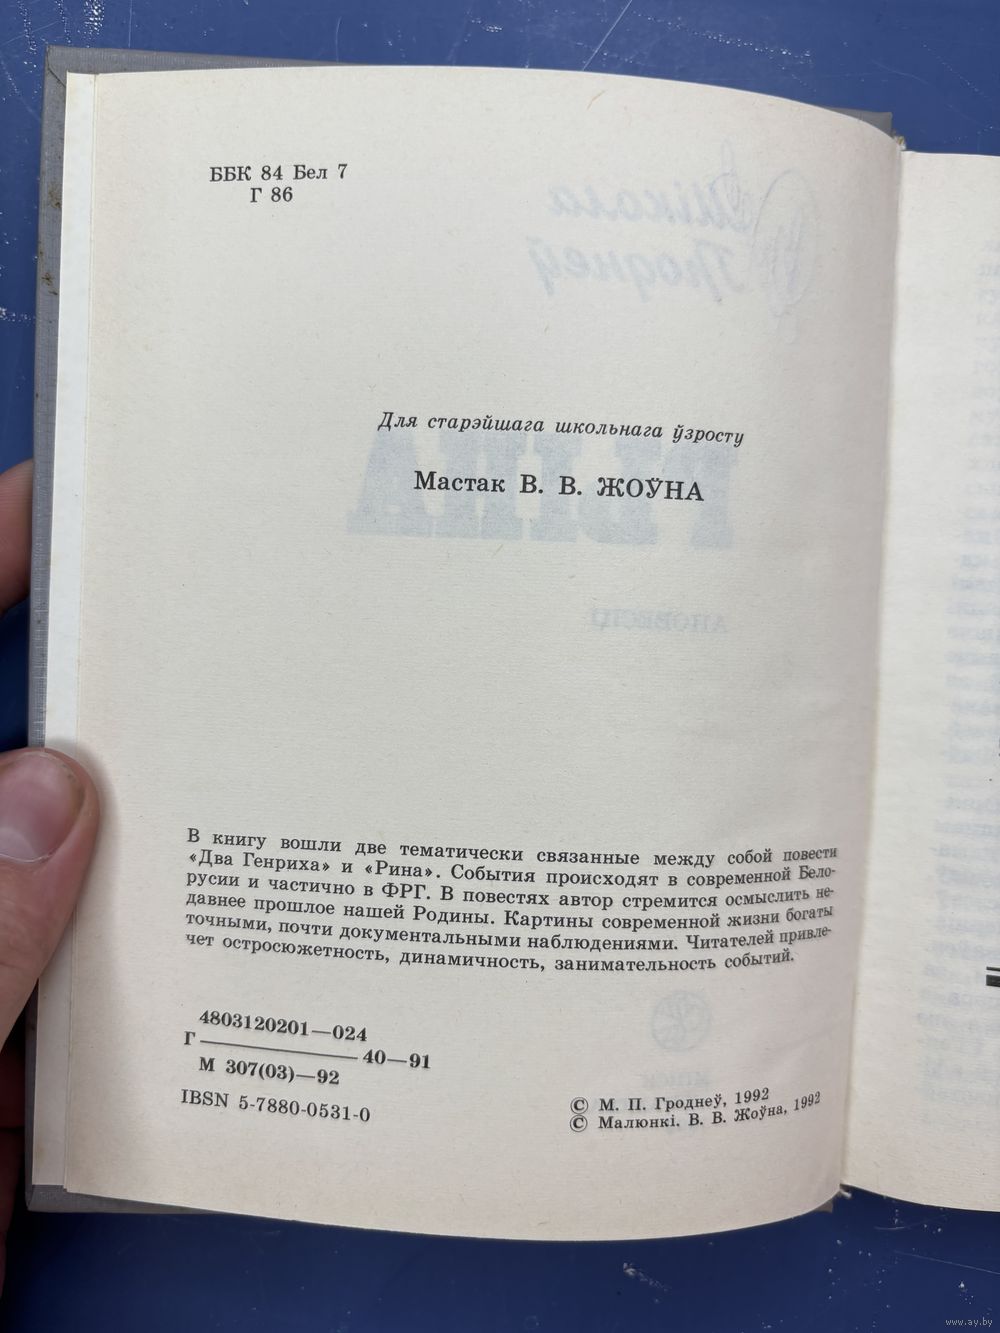 ББК 84 Бел 7
Г 86
Для старэйшага школьнага ўзросту
Мастак В. В. ЖОЎНА
В книгу вошли две тематически связанные между собой повести
«Два Генриха» и «Рина». События происходят в современной Бело-
русии и частично в ФРГ. В повестях автор стремится осмыслить не-
давнее прошлое нашей Родины. Картины современной жизни богаты
точными, почти документальными наблюдениями. Читателей привле-
чет остросюжетность, динамичность, занимательность событий.
4803120201—024
Г 40—91
М 307(03)—92
IBSN 5-7880-0531-0
© М. П. Гроднеў, 1992
© Малюнкі. В. В. Жоўна, 1992
www.ay.by